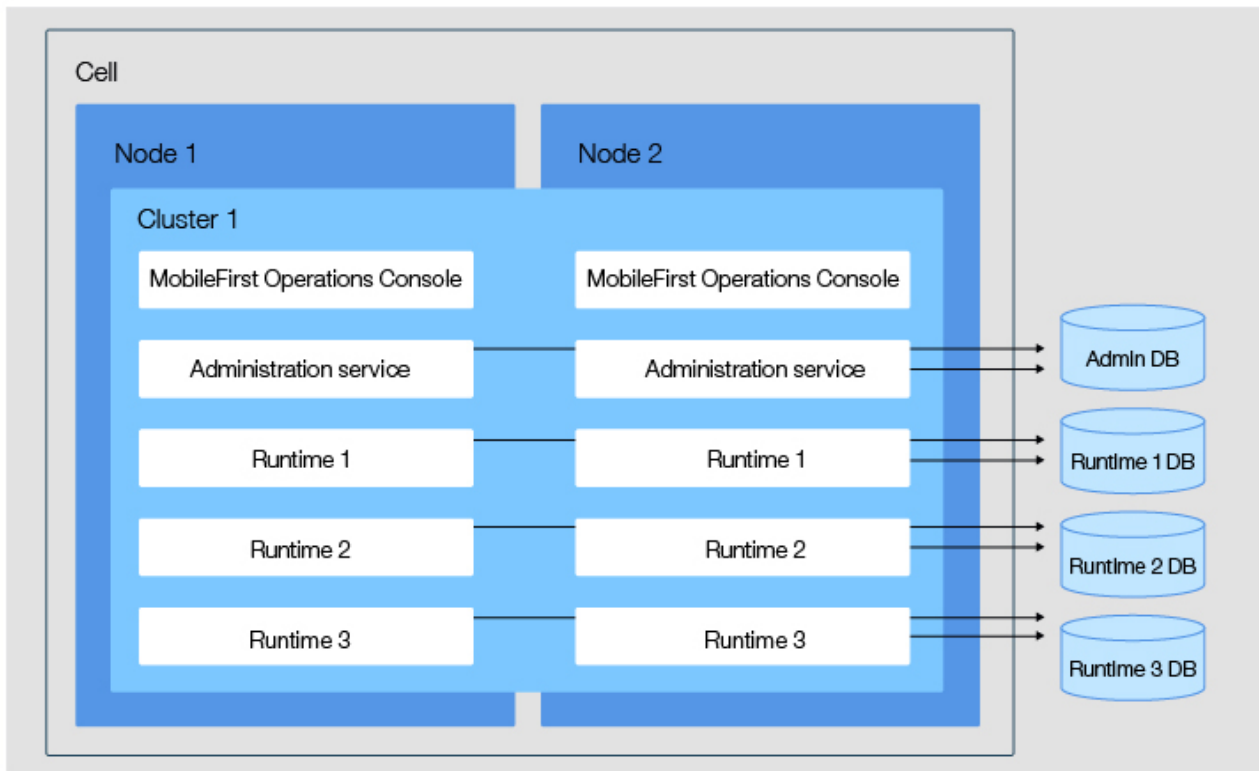 Cell
Node 1
Node 2
Cluster 1
MobileFirst Operations Console
MobileFirst Operations Console
Administration service
Administration service
Admin DB
Runtime 1
Runtime 1
Runtime 1 DB
Runtime 2
Runtime 2
Runtime 2 DB
Runtime 3
Runtime 3
Runtime 3 DB